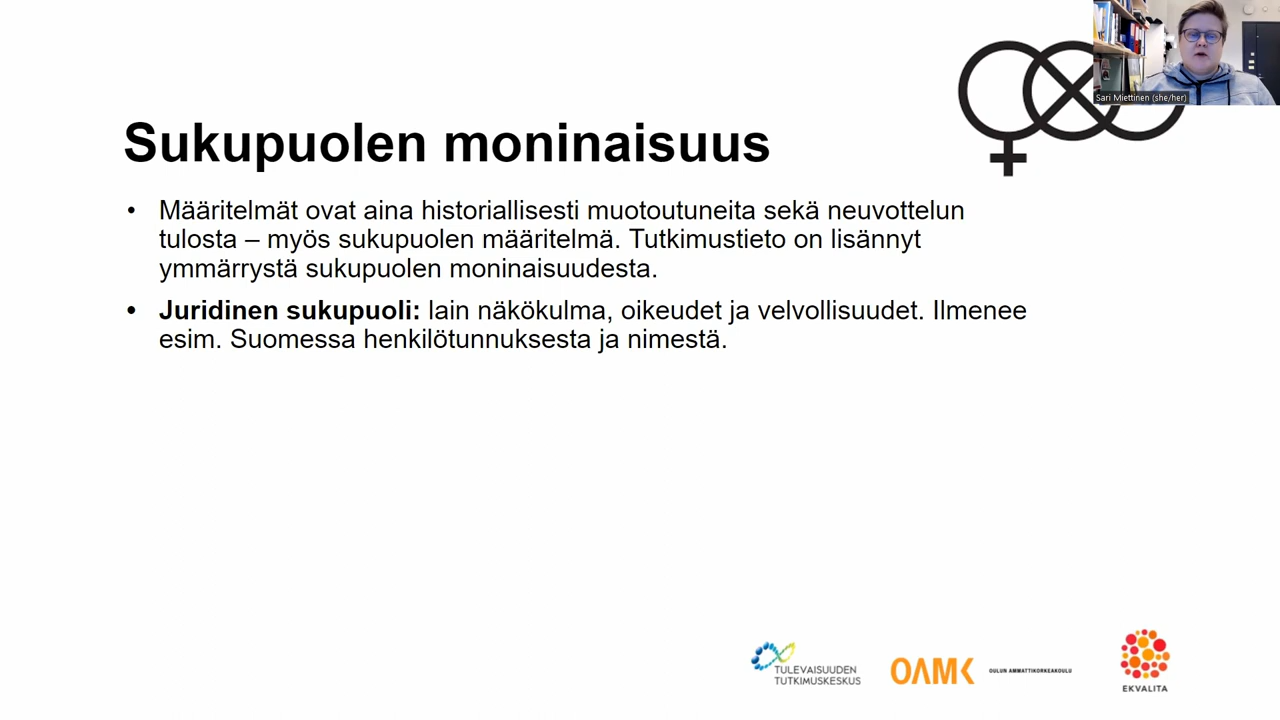 Sari Miettinen (she/her)
Sukupuolen moninaisuus
• Määritelmät ovat aina historiallisesti muotoutuneita sekä neuvottelun
tulosta – myös sukupuolen määritelmä. Tutkimustieto on lisännyt
ymmärrystä sukupuolen moninaisuudesta.
• Juridinen sukupuoli: lain näkökulma, oikeudet ja velvollisuudet. Ilmenee
esim. Suomessa henkilötunnuksesta ja nimestä.
TULEVAISUUDEN
TUTKIMUSKESKUS
OAMK
OULUN AMMATTIKORKEAKOULU
EKVALITA